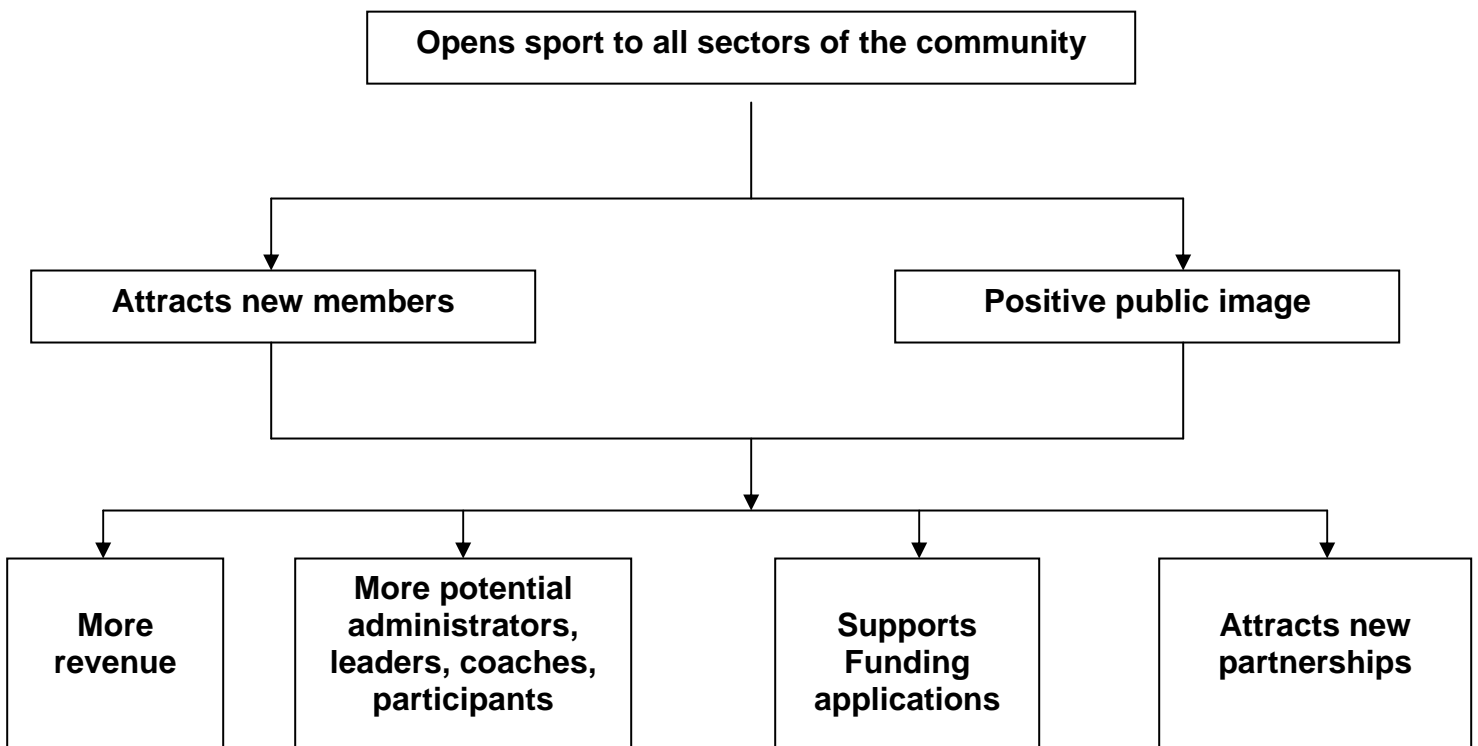 Opens sport to all sectors of the community
Attracts new members
Positive public image
More
revenue
More potential
administrators,
leaders, coaches,
participants
Supports
Funding
applications
Attracts new
partnerships